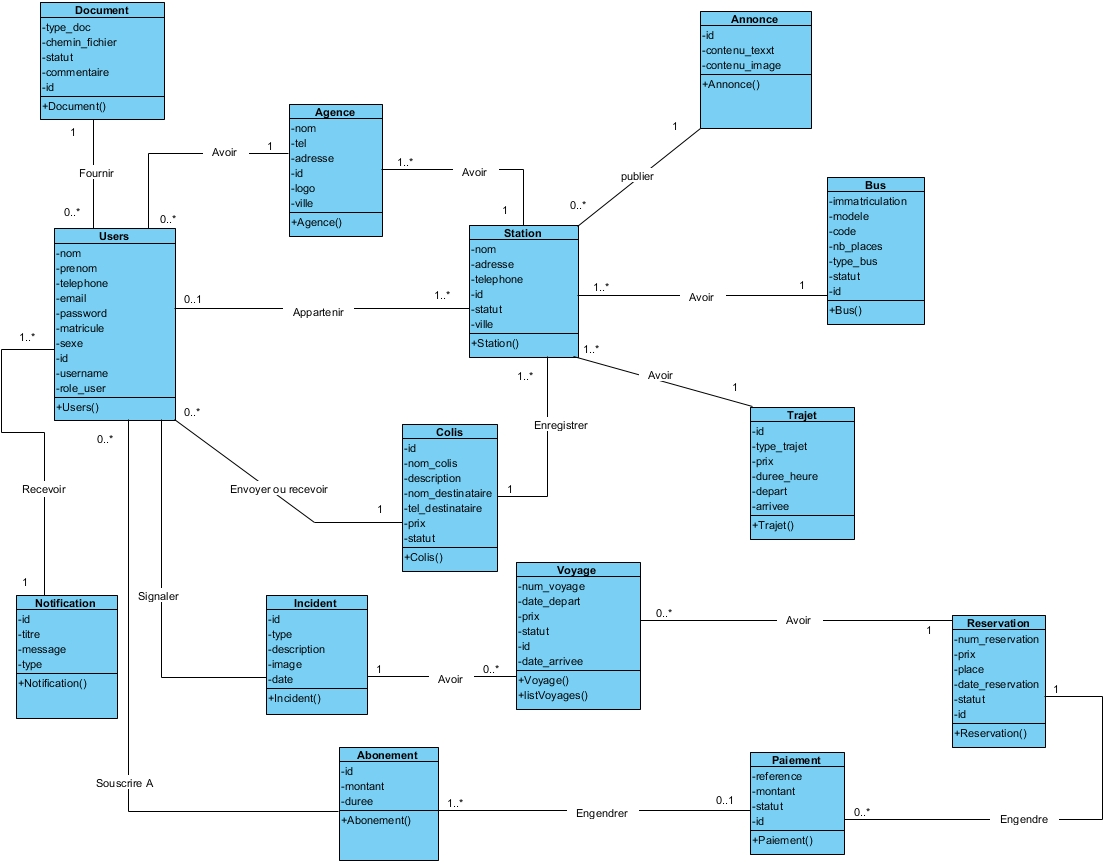 Document
-type_doc
-chemin_fichier
-statut
-commentaire
-id
+Document()
1
Fournir
0..*
Annonce
-id
-contenu_texxt
-contenu_image
+Annonce()
1
publier
0..*
Agence
-nom
-tel
-adresse
-id
-logo
-ville
+Agence()
1
Avoir
0..*
1..*
Avoir
1
Bus
-immatriculation
-modele
-code
-nb_places
-type_bus
-statut
-id
+Bus()
Users
-nom
-prenom
-telephone
-email
-password
-matricule
-sexe
-id
-username
-role_user
+Users()
Station
-nom
-adresse
-telephone
-id
-statut
-ville
+Station()
1..*
Avoir
1
0..1
Appartenir
1..*
1..*
Avoir
1
Trajet
-id
-type_trajet
-prix
-duree_heure
-depart
-arrivee
+Trajet()
1..*
Enregistrer
1
Colis
-id
-nom_colis
-description
-nom_destinataire
-tel_destinataire
-prix
-statut
+Colis()
0..*
Envoyer ou recevoir
1
1..*
Recevoir
1
Notification
-id
-titre
-message
-type
+Notification()
Signaler
Incident
-id
-type
-description
-image
-date
+Incident()
1
Avoir
0..*
Voyage
-num_voyage
-date_depart
-prix
-statut
-id
-date_arrivee
+Voyage()
+listVoyages()
0..*
Avoir
1
Reservation
-num_reservation
-prix
-place
-date_reservation
-statut
-id
+Reservation()
0..*
Souscrire A
Abonement
-id
-montant
-duree
+Abonement()
1..*
Engendrer
0..1
Paiement
-reference
-montant
-statut
-id
+Paiement()
0..*
Engendre
1